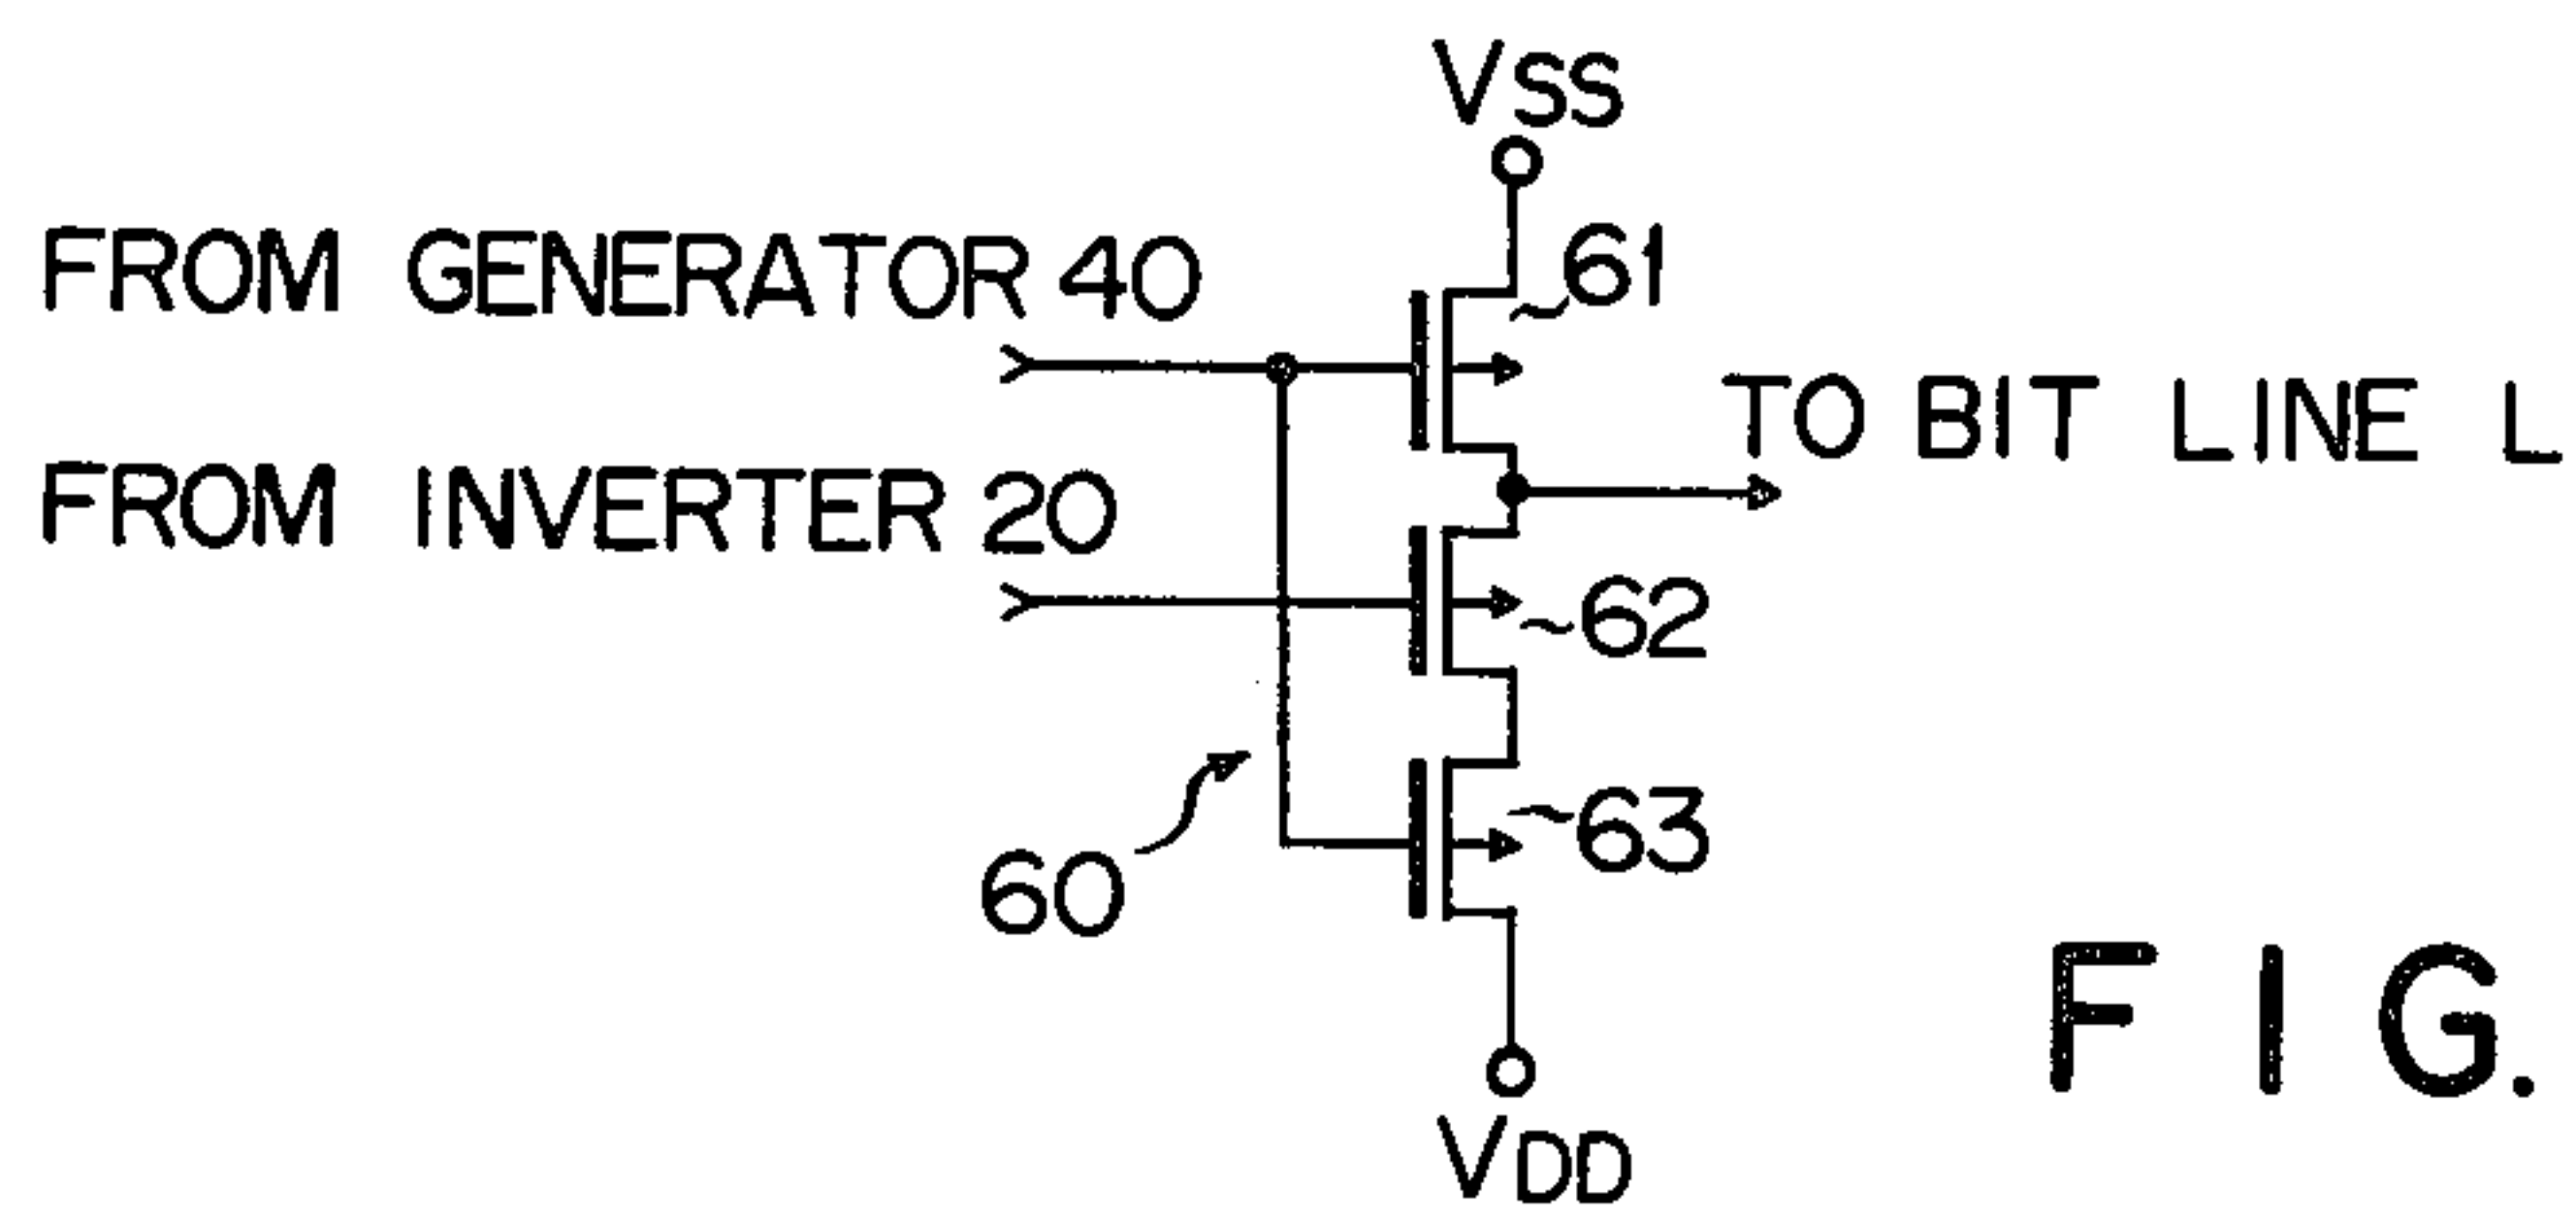 VSS
FROM GENERATOR 40
61
TO BIT LINE L
FROM INVERTER 20
62
63
60
VDD
FIG.